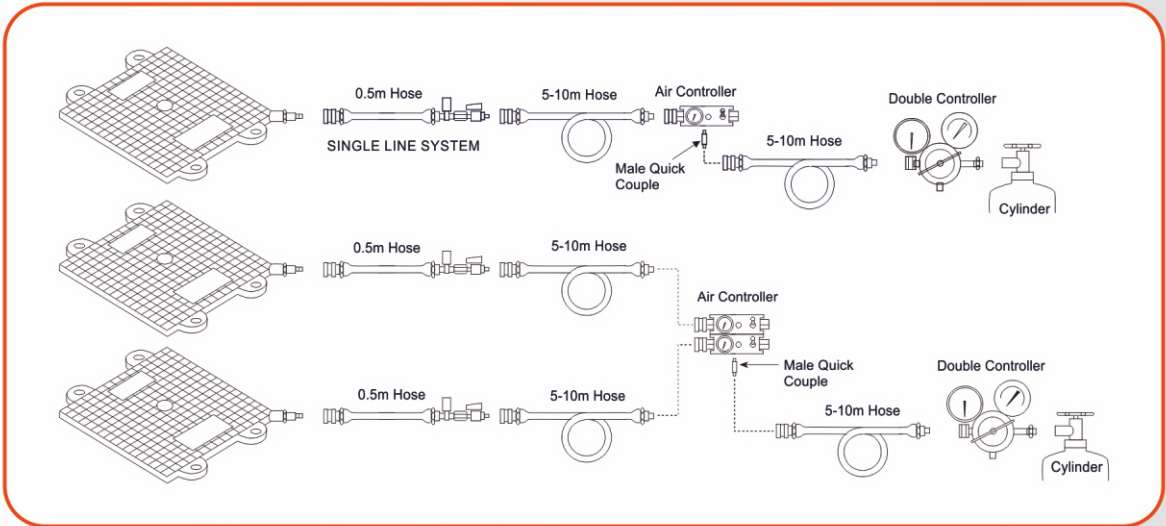 0.5m Hose
5-10m Hose
Air Controller
Double Controller
SINGLE LINE SYSTEM
Male Quick
Couple
5-10m Hose
Cylinder
0.5m Hose
5-10m Hose
Air Controller
Male Quick
Couple
Double Controller
0.5m Hose
5-10m Hose
5-10m Hose
Cylinder